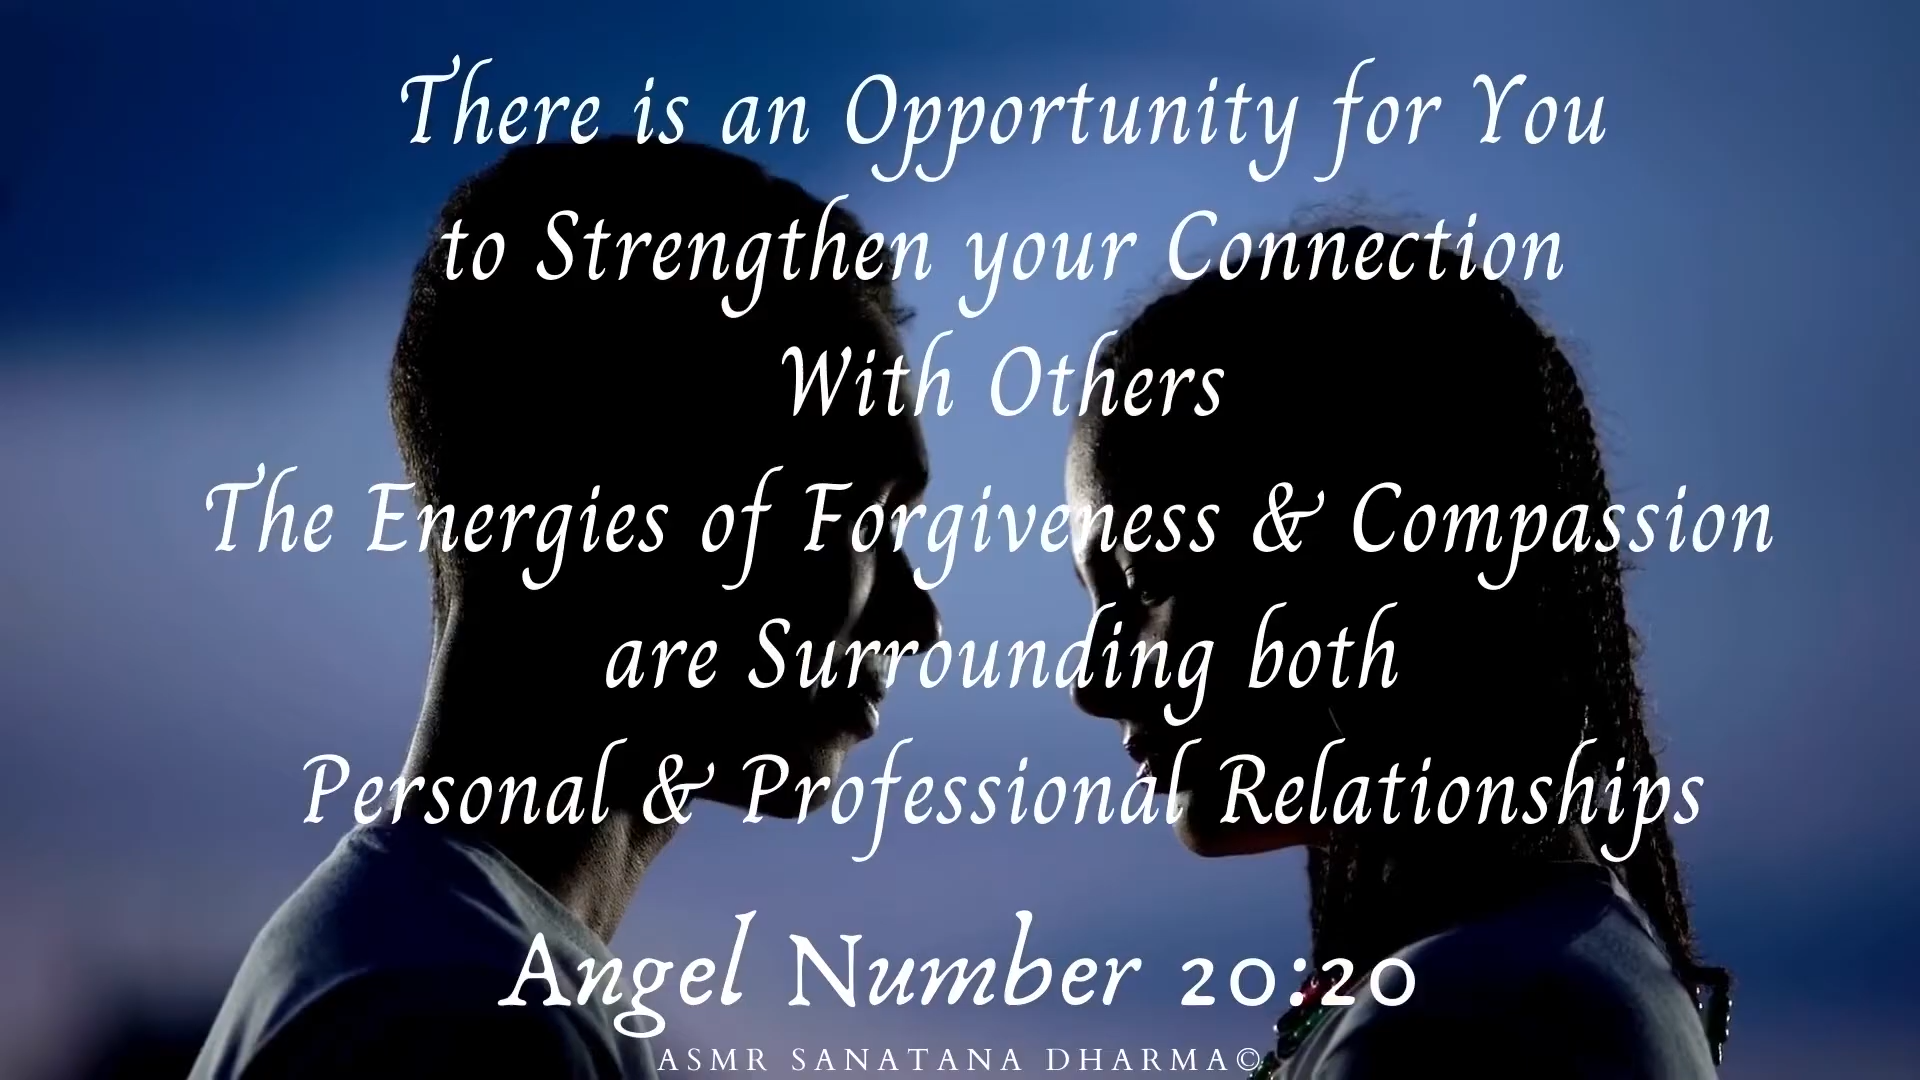 There is an Opportunity for You
to Strengthen your Connection
With Others
The Energies of Forgiveness & Compassion
are Surrounding both
Personal & Professional Relationships
Angel Number 20:20
ASMR SANATANA DHARMA©